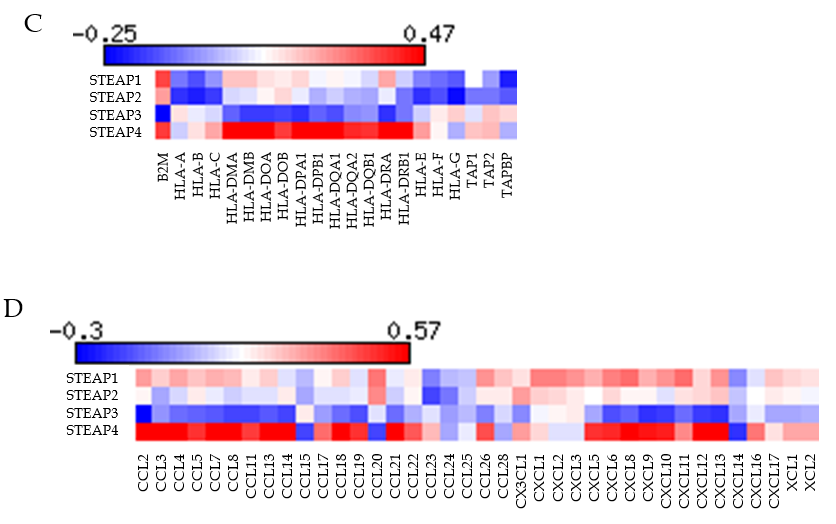 C
-0.25 0.47
STEAP1
STEAP2
STEAP3
STEAP4
B2M HLA-A HLA-B HLA-C HLA-DMA HLA-DMB HLA-DOA HLA-DOB HLA-DPA1 HLA-DPB1 HLA-DQA1 HLA-DQA2 HLA-DQB1 HLA-DRA HLA-DRB1 HLA-E HLA-F HLA-G TAP1 TAP2 TAPBP
D
-0.3 0.57
STEAP1
STEAP2
STEAP3
STEAP4
CCL2 CCL3 CCL4 CCL5 CCL7 CCL8 CCL11 CCL13 CCL14 CCL15 CCL17 CCL18 CCL19 CCL20 CCL21 CCL22 CCL23 CCL24 CCL25 CCL26 CCL28 CX3CL1 CXCL1 CXCL2 CXCL3 CXCL5 CXCL6 CXCL8 CXCL9 CXCL10 CXCL11 CXCL12 CXCL13 CXCL14 CXCL16 CXCL17 XCL1 XCL2